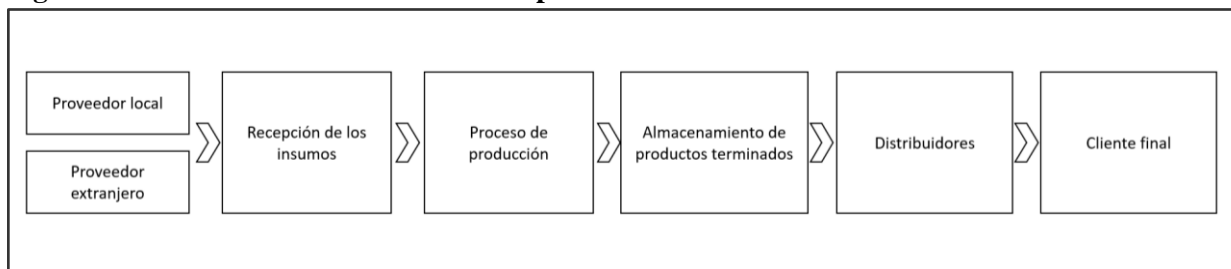 Proveedor local
Proveedor
extranjero
Recepción de los
insumos
Proceso de
producción
Almacenamiento de
productos terminados
Distribuidores
Cliente final